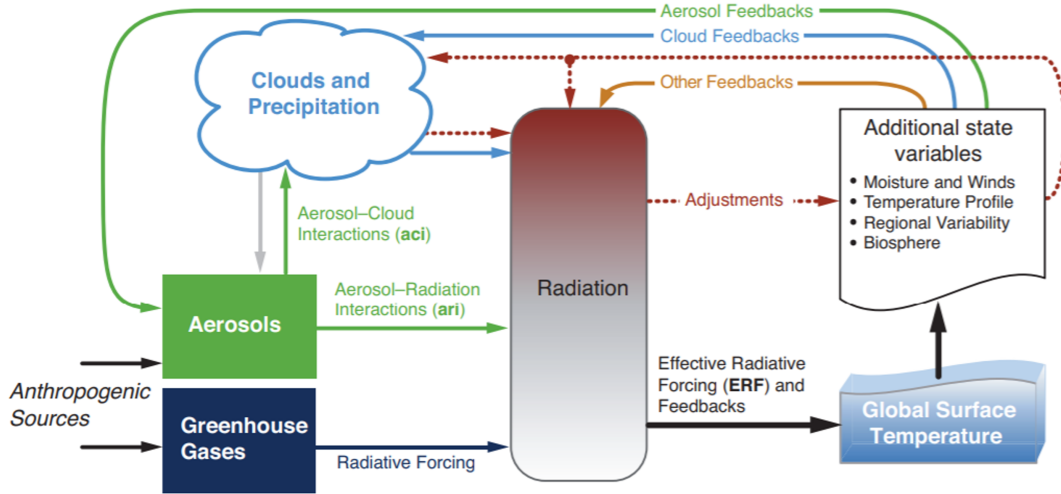 Aerosol Feedbacks
Cloud Feedbacks
Other Feedbacks
Clouds and
Precipitation
Additional state
variables
• Moisture and Winds
• Temperature Profile
• Regional Variability
• Biosphere
Adjustments
Aerosol–Cloud
Interactions (aci)
Aerosol–Radiation
Interactions (ari)
Radiation
Aerosols
Anthropogenic
Sources
Greenhouse
Gases
Radiative Forcing
Effective Radiative
Forcing (ERF) and
Feedbacks
Global Surface
Temperature